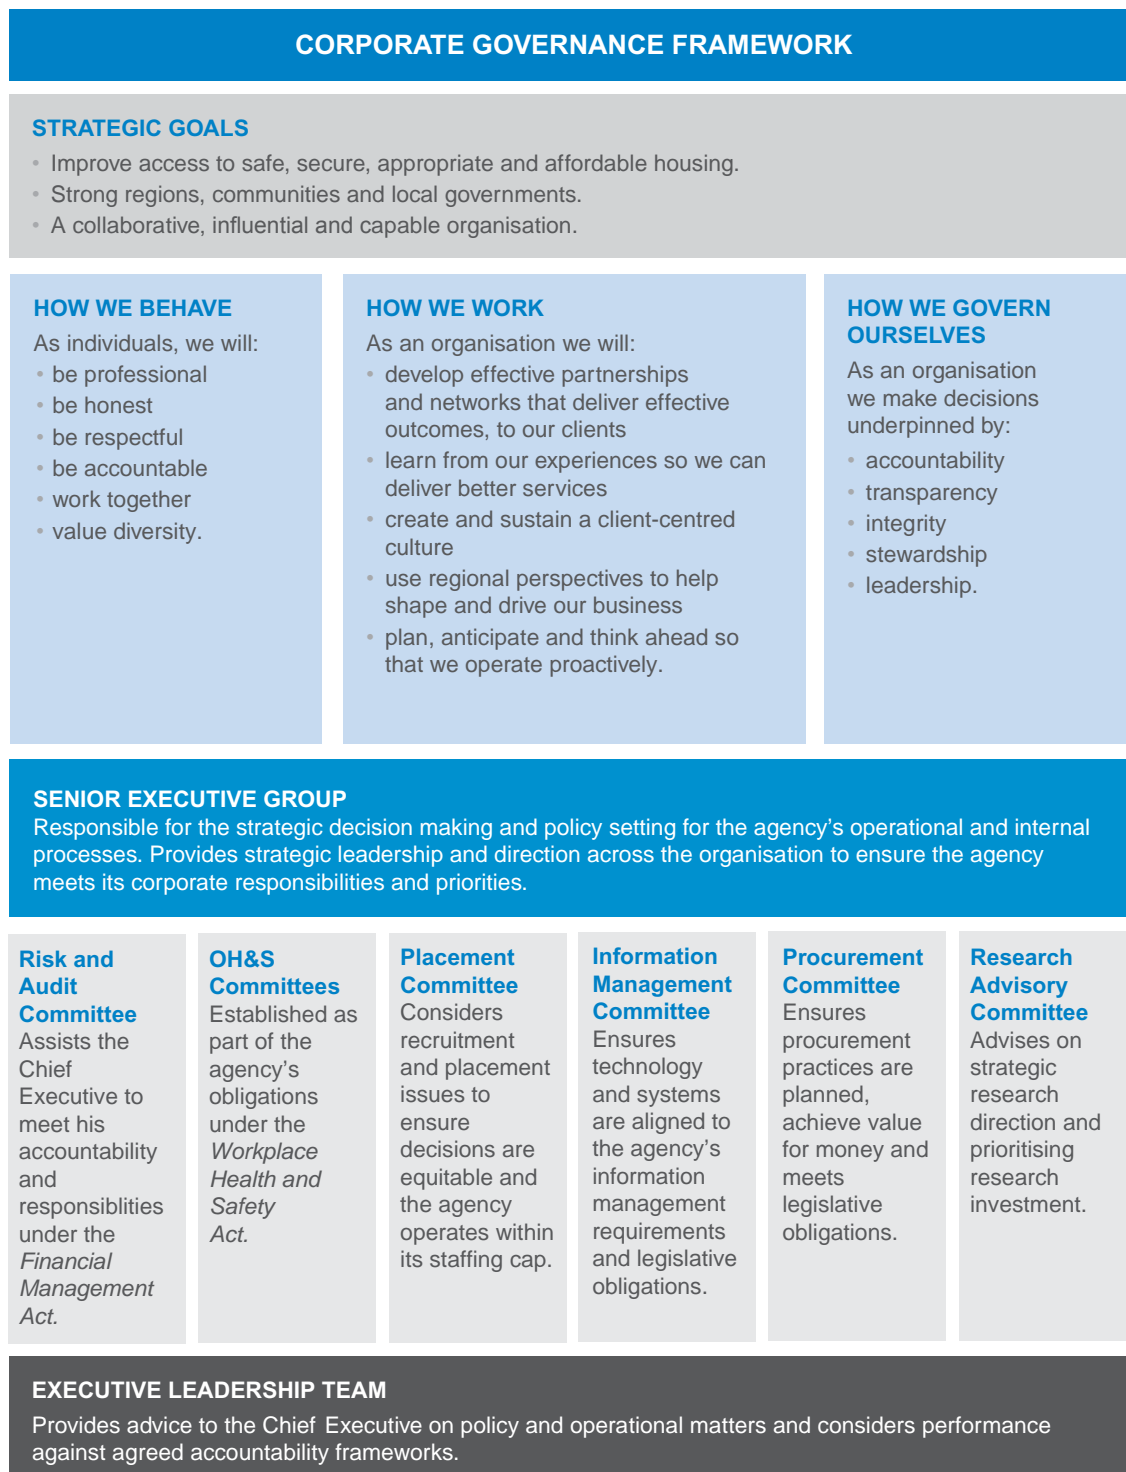 CORPORATE GOVERNANCE FRAMEWORK
STRATEGIC GOALS
• Improve access to safe, secure, appropriate and affordable housing.
• Strong regions, communities and local governments.
• A collaborative, influential and capable organisation.
HOW WE BEHAVE
As individuals, we will:
• be professional
• be honest
• be respectful
• be accountable
• work together
• value diversity.
HOW WE WORK
As an organisation we will:
• develop effective partnerships
and networks that deliver effective
outcomes, to our clients
• learn from our experiences so we can
deliver better services
• create and sustain a client-centred
culture
• use regional perspectives to help
shape and drive our business
• plan, anticipate and think ahead so
that we operate proactively.
HOW WE GOVERN
OURSELVES
As an organisation
we make decisions
underpinned by:
• accountability
• transparency
• integrity
• stewardship
• leadership.
SENIOR EXECUTIVE GROUP
Responsible for the strategic decision making and policy setting for the agency’s operational and internal
processes. Provides strategic leadership and direction across the organisation to ensure the agency
meets its corporate responsibilities and priorities.
Risk and
Audit
Committee
Assists the
Chief
Executive to
meet his
accountability
and
responsiblities
under the
Financial
Management
Act.
OH&S
Committees
Established as
part of the
agency’s
obligations
under the
Workplace
Health and
Safety
Act.
Placement
Committee
Considers
recruitment
and placement
issues to
ensure
decisions are
equitable and
the agency
operates within
its staffing cap.
Information
Management
Committee
Ensures
technology
and systems
are aligned to
the agency’s
information
management
requirements
and legislative
obligations.
Procurement
Committee
Ensures
procurement
practices are
planned,
achieve value
for money and
meets
legislative
obligations.
Research
Advisory
Committee
Advises on
strategic
research
direction and
prioritising
research
investment.
EXECUTIVE LEADERSHIP TEAM
Provides advice to the Chief Executive on policy and operational matters and considers performance
against agreed accountability frameworks.